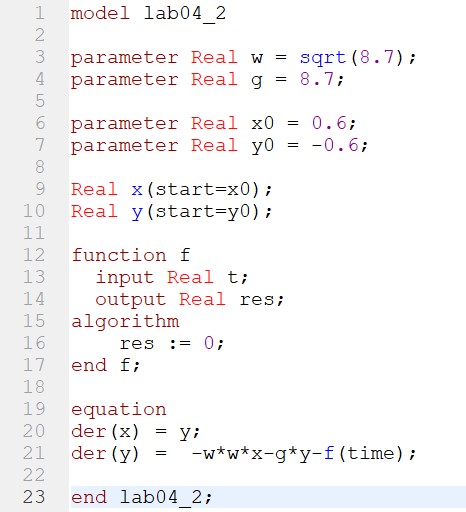 1 model lab04_2
2
3 parameter Real w = sqrt(8.7);
4 parameter Real g = 8.7;
5
6 parameter Real x0 = 0.6;
7 parameter Real y0 = -0.6;
8
9 Real x(start=x0);
10 Real y(start=y0);
11
12 function f
13   input Real t;
14   output Real res;
15 algorithm
16     res := 0;
17 end f;
18
19 equation
20 der(x) = y;
21 der(y) =  -w*w*x-g*y-f(time);
22
23 end lab04_2;